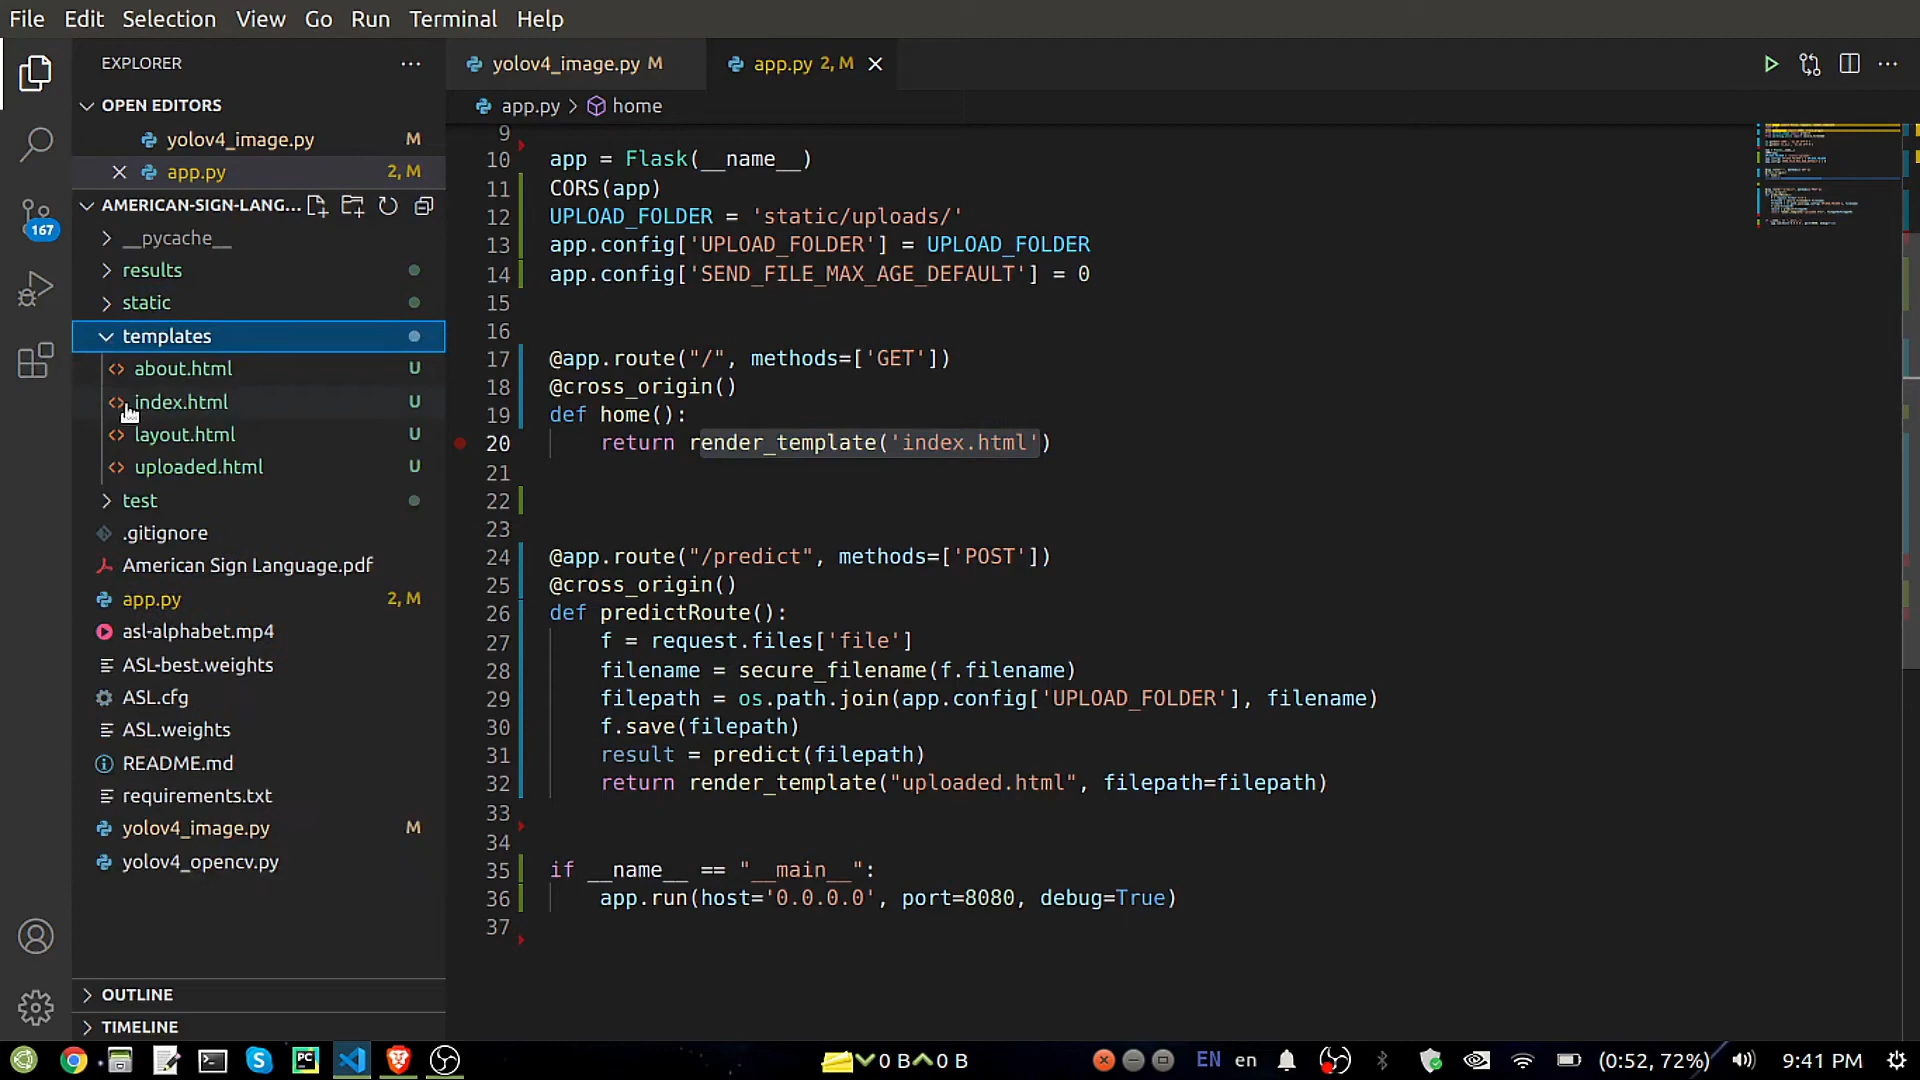 File Edit Selection View Go Run Terminal Help
EXPLORER
yolov4_image.py M
app.py 2, M
OPEN EDITORS
app.py > home
yolov4_image.py M
app.py 2, M
AMERICAN-SIGN-LANG...
__pycache__
results
static
templates
about.html U
index.html U
layout.html U
uploaded.html U
test
.gitignore
American Sign Language.pdf
app.py 2, M
asl-alphabet.mp4
ASL-best.weights
ASL.cfg
ASL.weights
README.md
requirements.txt
yolov4_image.py M
yolov4_opencv.py
OUTLINE
TIMELINE
167
9
10 app = Flask(__name__)
11 CORS(app)
12 UPLOAD_FOLDER = 'static/uploads/'
13 app.config['UPLOAD_FOLDER'] = UPLOAD_FOLDER
14 app.config['SEND_FILE_MAX_AGE_DEFAULT'] = 0
15
16
17 @app.route("/", methods=['GET'])
18 @cross_origin()
19 def home():
20 return render_template('index.html')
21
22
23
24 @app.route("/predict", methods=['POST'])
25 @cross_origin()
26 def predictRoute():
27 f = request.files['file']
28 filename = secure_filename(f.filename)
29 filepath = os.path.join(app.config['UPLOAD_FOLDER'], filename)
30 f.save(filepath)
31 result = predict(filepath)
32 return render_template("uploaded.html", filepath=filepath)
33
34
35 if __name__ == "__main__":
36 app.run(host='0.0.0.0', port=8080, debug=True)
37
PC
0 B 0 B
EN en (0:52, 72%) 9:41 PM